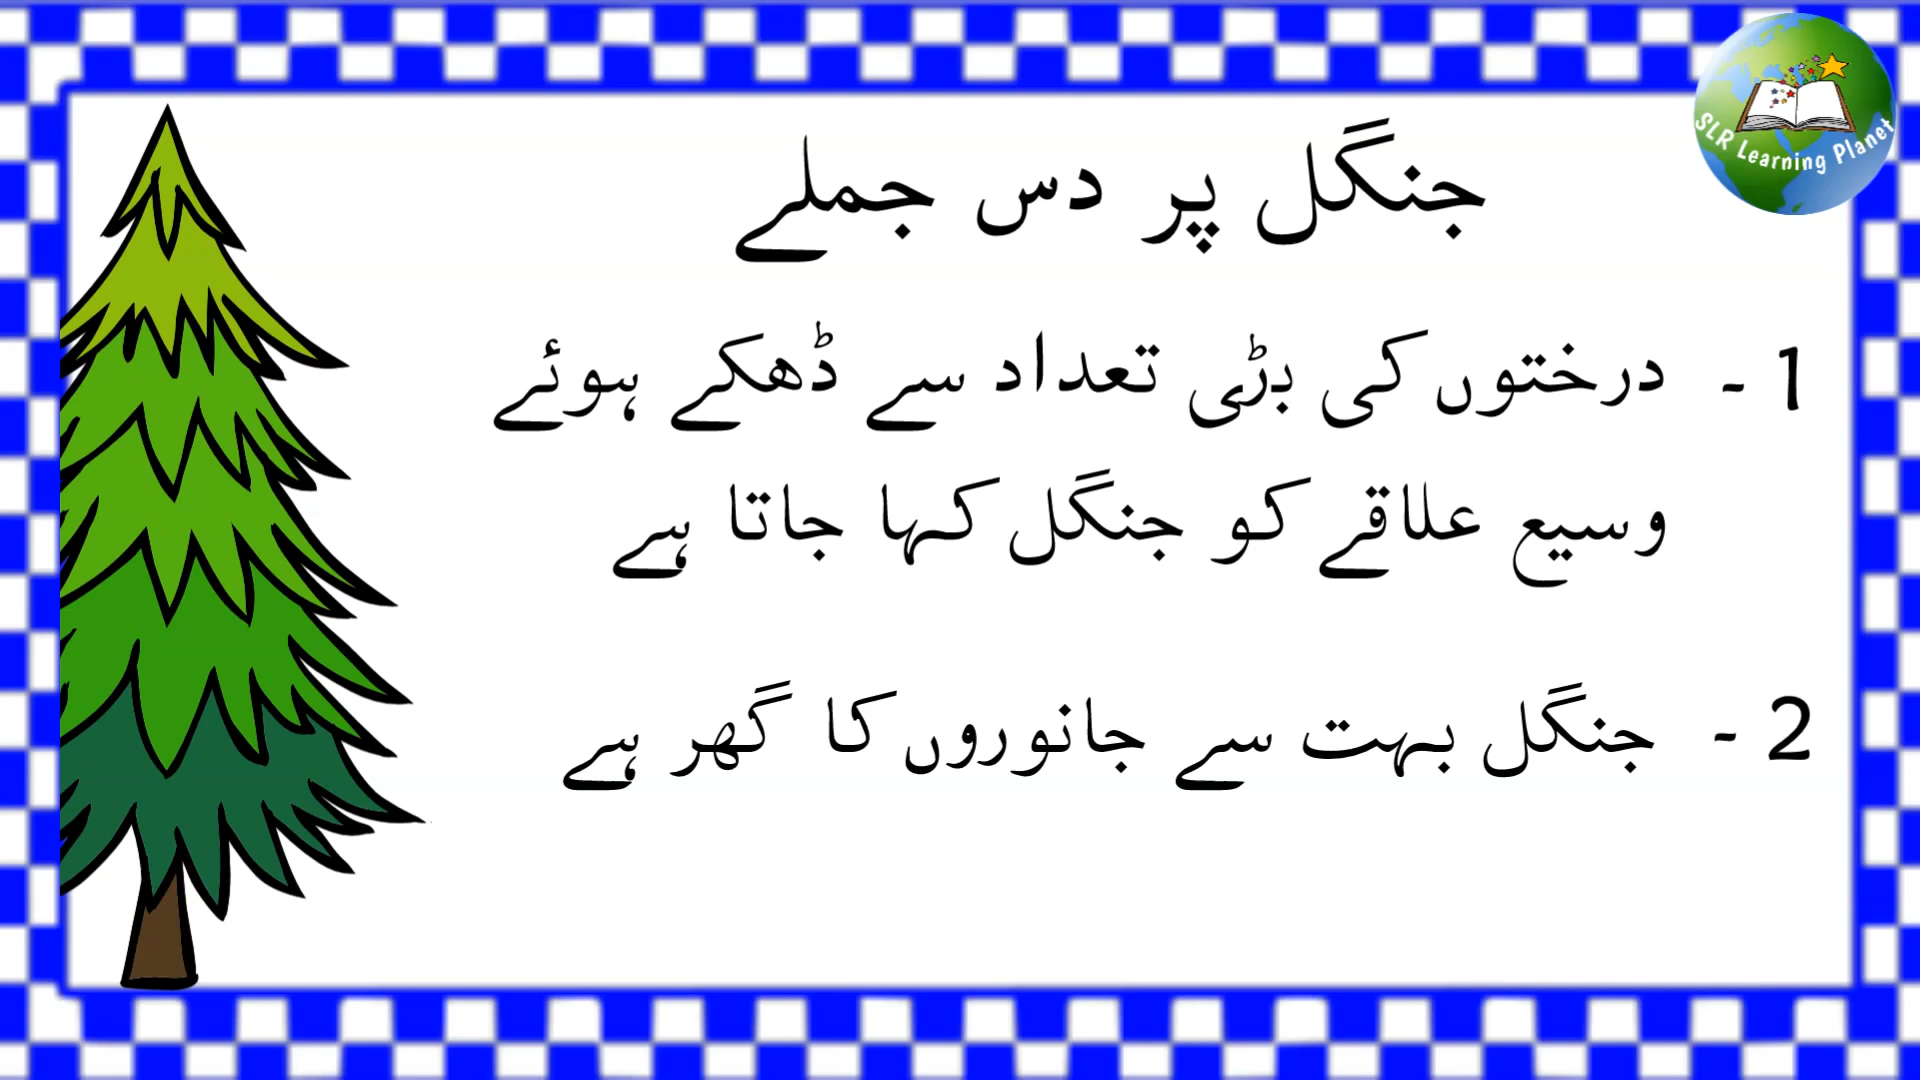 SLR Learning Planet
جنگل پر دس جملے
1 - درختوں کی بڑی تعداد سے ڈھکے ہوئے
وسیع علاقے کو جنگل کہا جاتا ہے
2 - جنگل بہت سے جانوروں کا گھر ہے